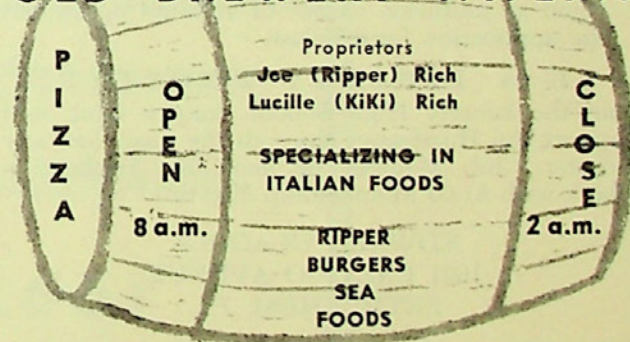 PIZZA
OPEN
8 a.m.
Proprietors
Joe (Ripper) Rich
Lucille (KiKi) Rich
SPECIALIZING IN
ITALIAN FOODS
RIPPER
BURGERS
SEA
FOODS
CLOSE
2 a.m.